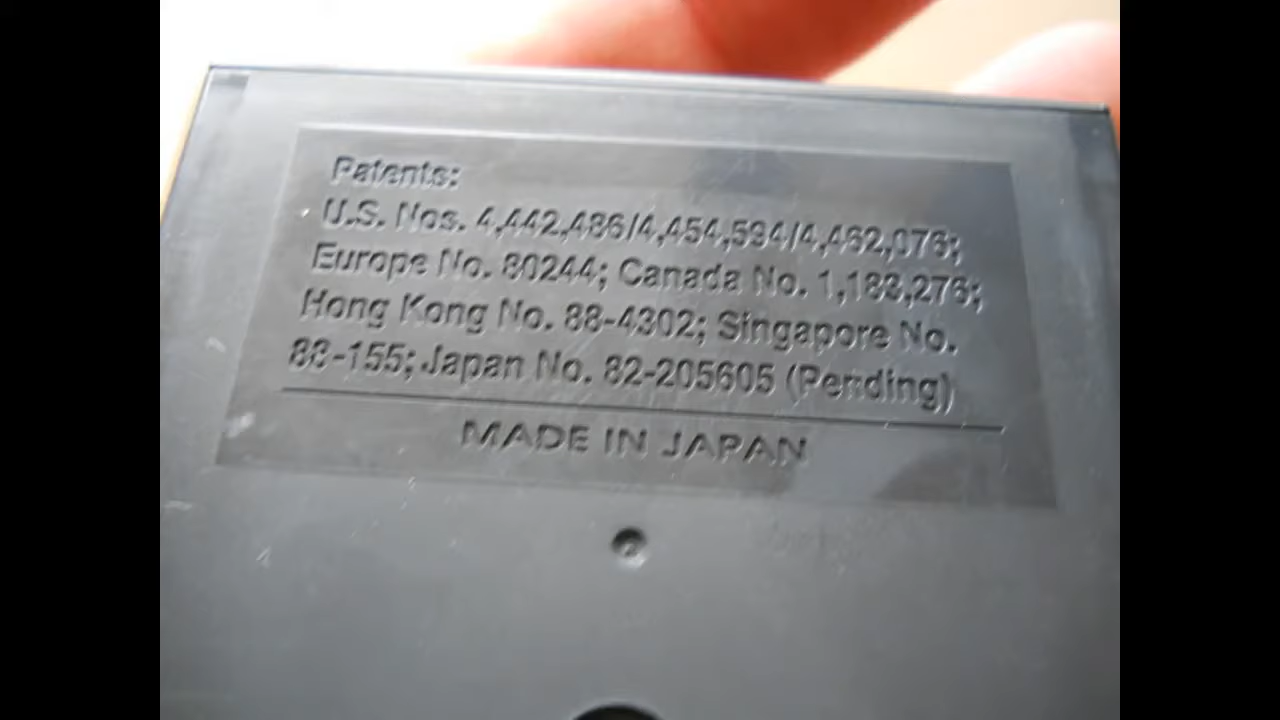 Patents:
U.S. Nos. 4,442,486/4,454,594/4,462,076;
Europe No. 80244; Canada No. 1,183,276;
Hong Kong No. 88-4302; Singapore No.
88-155; Japan No. 82-205605 (Pending)
MADE IN JAPAN